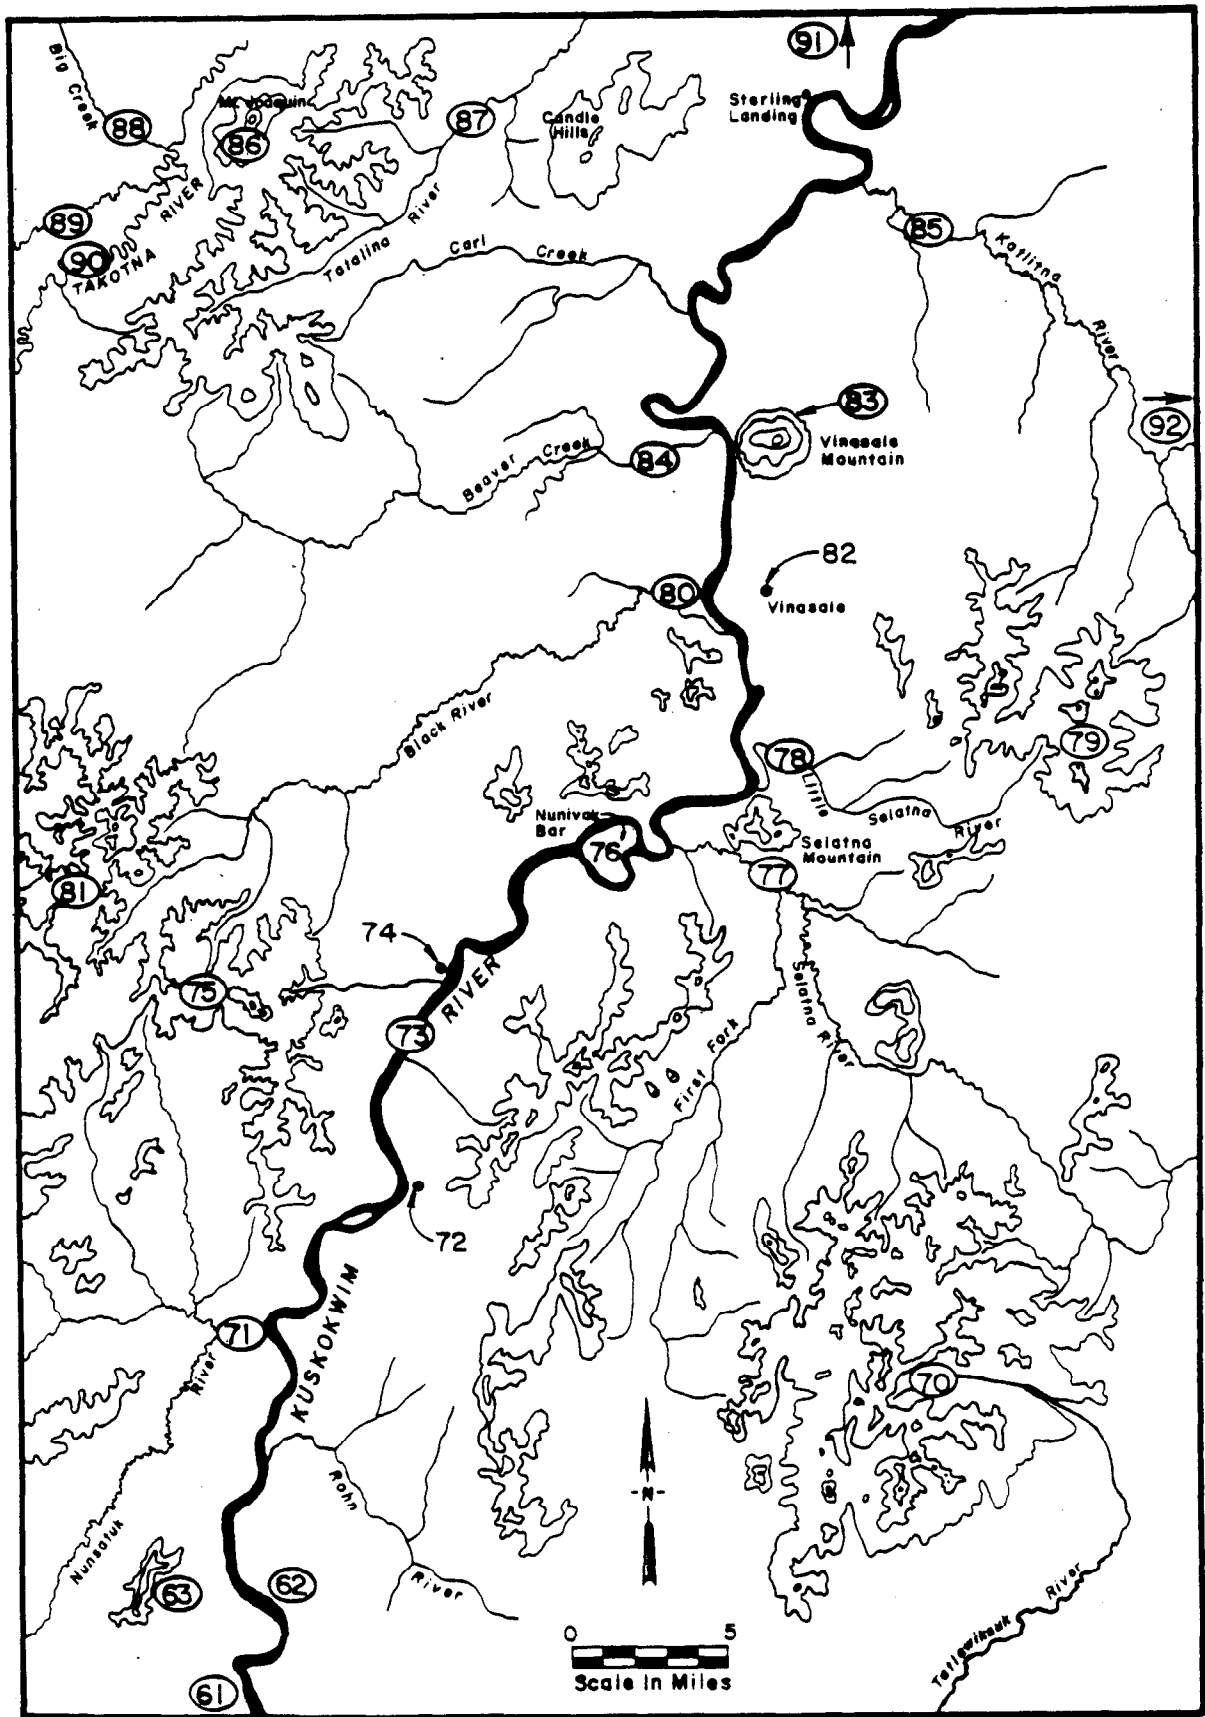 91
Big Creek
Mt. Joaquin
Sterling
Landing
88
87
Candle
Hills
86
RIVER
River
89
85
90
TAKOTNA
Tatalina
Carl Creek
Katlitna
River
83
92
Vinasale
Mountain
84
Beaver Creek
82
80
Vinasale
Black River
79
78
Little
Selatna
River
Nunivak
Bar
76
Selatna
Mountain
77
81
74
75
RIVER
73
Selatna River
First Fork
72
KUSKOKWIM
71
River
70
Rohn
River
-N-
Nunsatuk
63
62
River
Tatlawiksuk
0 5
Scale In Miles
61